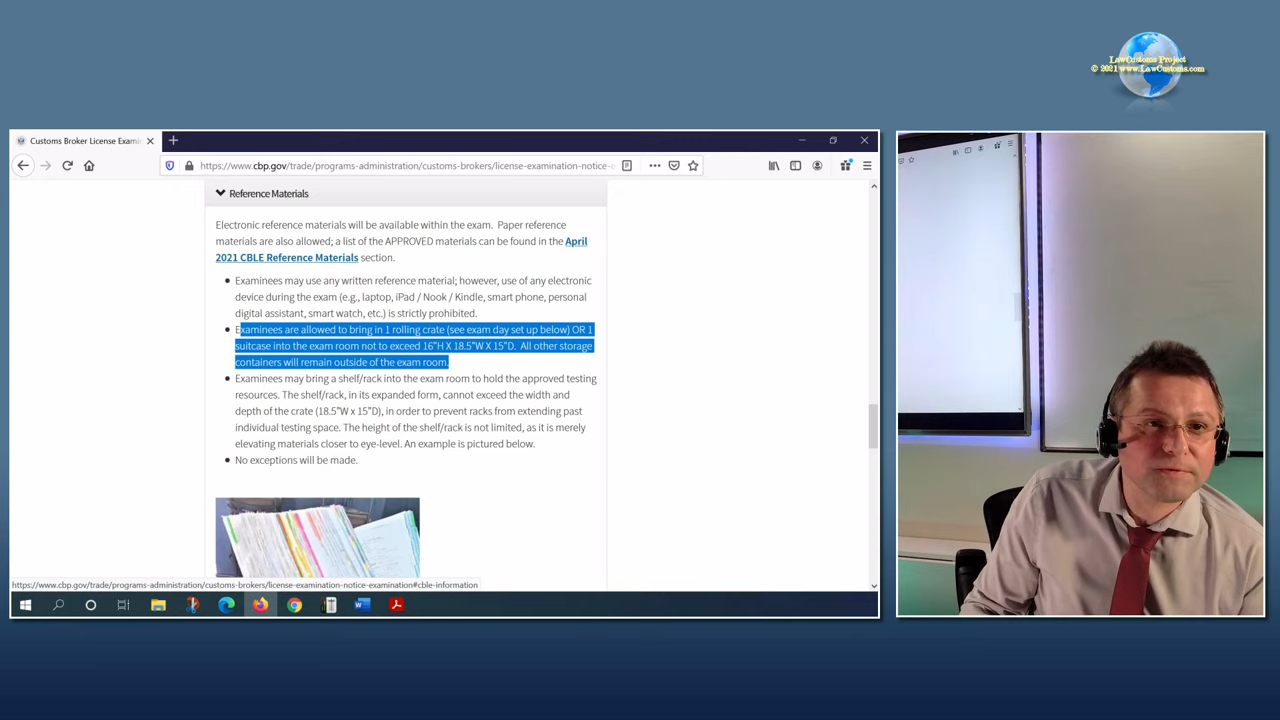 LawCustoms Project
© 2021 www.LawCustoms.com
Customs Broker License Examin
https://www.cbp.gov/trade/programs-administration/customs-brokers/license-examination-notice-e
Reference Materials
Electronic reference materials will be available within the exam. Paper reference
materials are also allowed; a list of the APPROVED materials can be found in the April
2021 CBLE Reference Materials section.
Examinees may use any written reference material; however, use of any electronic
device during the exam (e.g., laptop, iPad / Nook / Kindle, smart phone, personal
digital assistant, smart watch, etc.) is strictly prohibited.
Examinees are allowed to bring in 1 rolling crate (see exam day set up below) OR 1
suitcase into the exam room not to exceed 16"H X 18.5"W X 15"D. All other storage
containers will remain outside of the exam room.
Examinees may bring a shelf/rack into the exam room to hold the approved testing
resources. The shelf/rack, in its expanded form, cannot exceed the width and
depth of the crate (18.5"W x 15"D), in order to prevent racks from extending past
individual testing space. The height of the shelf/rack is not limited, as it is merely
elevating materials closer to eye-level. An example is pictured below.
No exceptions will be made.
https://www.cbp.gov/trade/programs-administration/customs-brokers/license-examination-notice-examination#cble-information